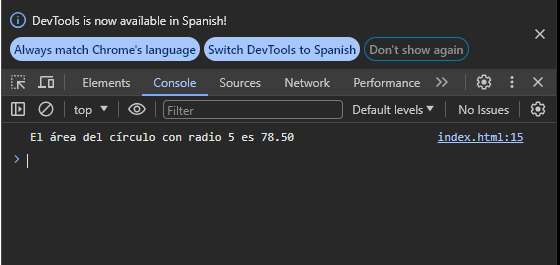 DevTools is now available in Spanish!
Always match Chrome's language Switch DevTools to Spanish Don't show again
Elements Console Sources Network Performance
top Filter Default levels No Issues
El área del círculo con radio 5 es 78.50 index.html:15